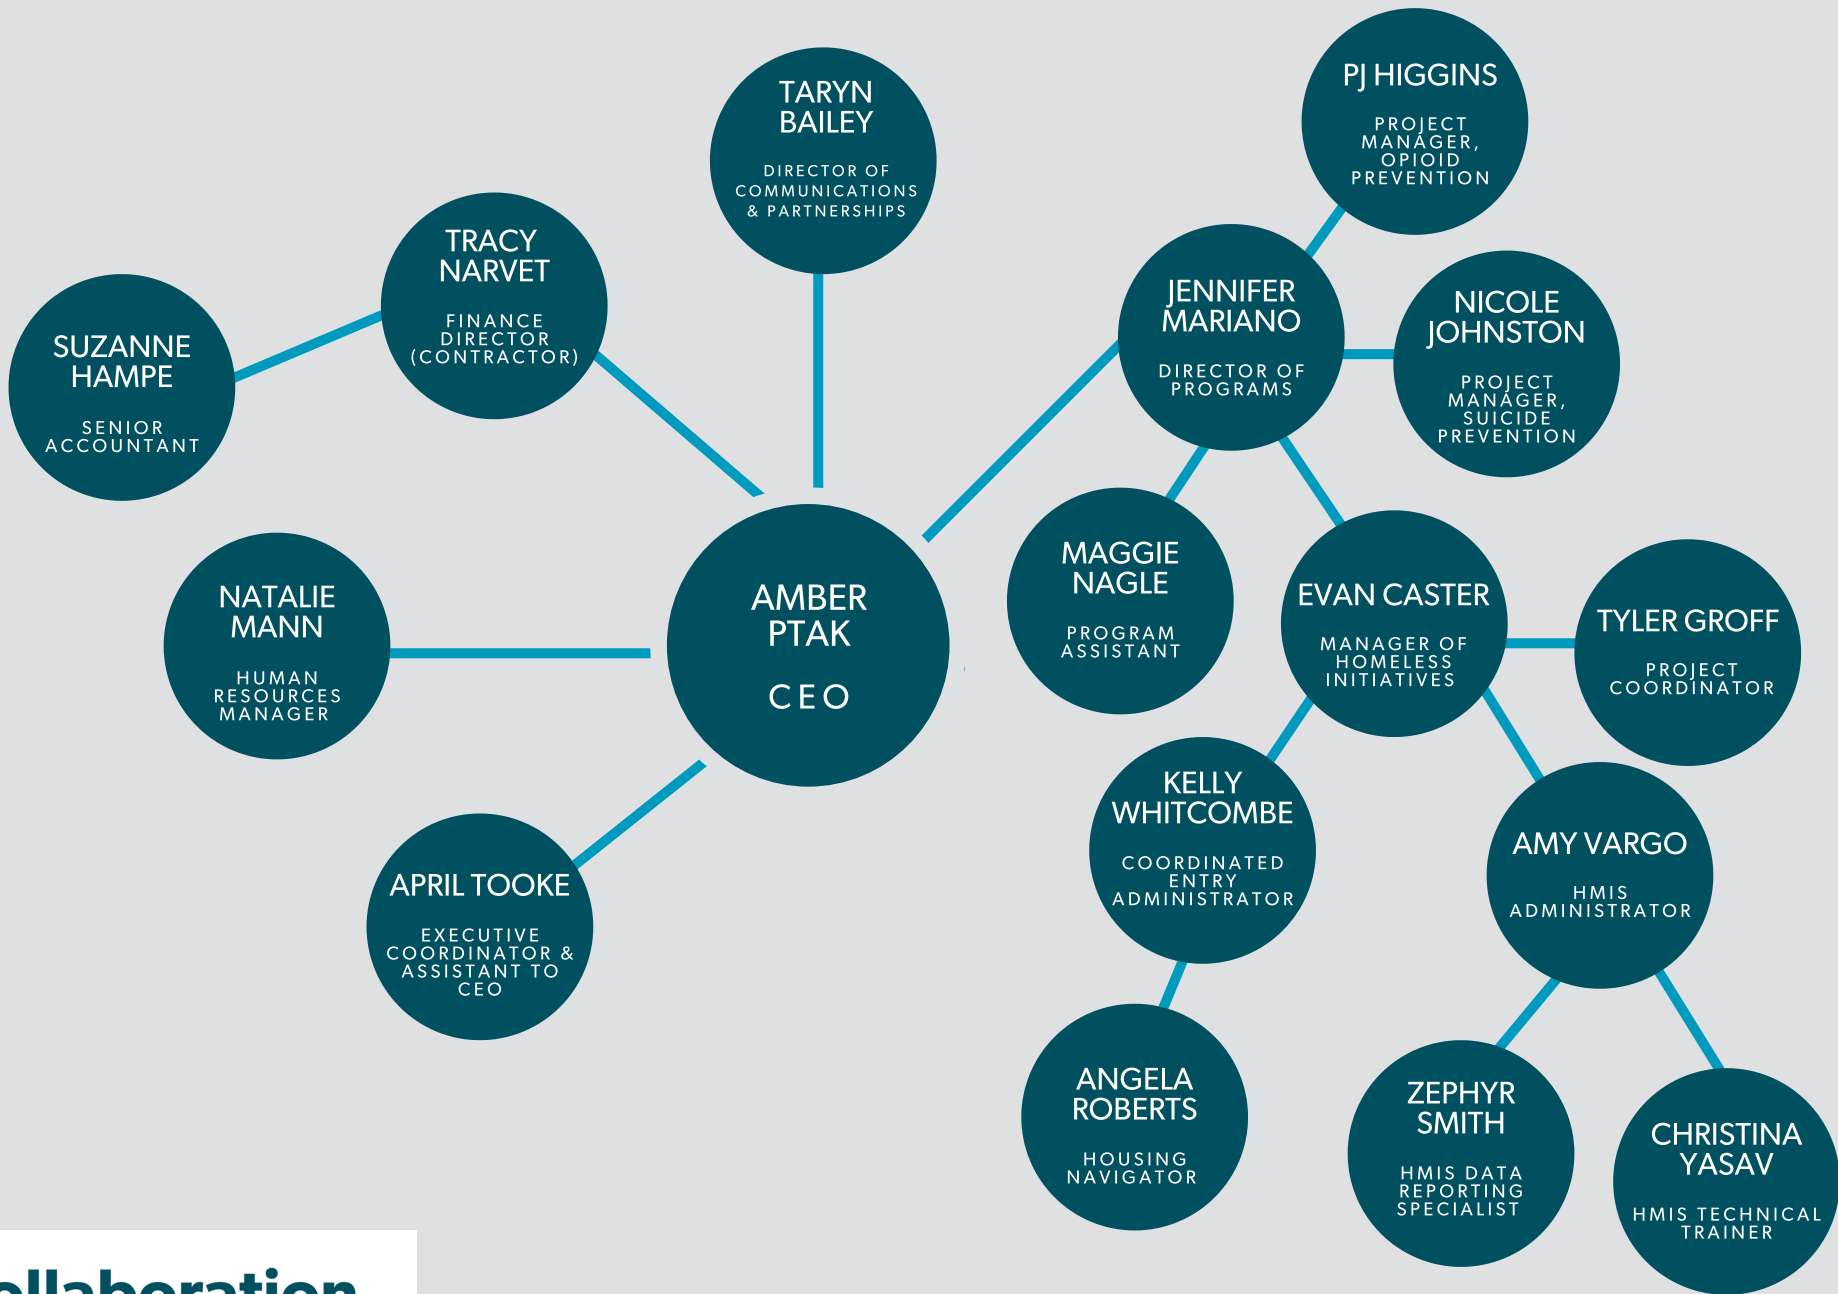 PJ HIGGINS
PROJECT
MANAGER,
OPIOID
PREVENTION
TARYN
BAILEY
DIRECTOR OF
COMMUNICATIONS
& PARTNERSHIPS
TRACY
NARVET
FINANCE
DIRECTOR
(CONTRACTOR)
JENNIFER
MARIANO
DIRECTOR OF
PROGRAMS
NICOLE
JOHNSTON
PROJECT
MANAGER,
SUICIDE
PREVENTION
SUZANNE
HAMPE
SENIOR
ACCOUNTANT
NATALIE
MANN
HUMAN
RESOURCES
MANAGER
AMBER
PTAK
CEO
MAGGIE
NAGLE
PROGRAM
ASSISTANT
EVAN CASTER
MANAGER OF
HOMELESS
INITIATIVES
TYLER GROFF
PROJECT
COORDINATOR
APRIL TOOKE
EXECUTIVE
COORDINATOR &
ASSISTANT TO
CEO
KELLY
WHITCOMBE
COORDINATED
ENTRY
ADMINISTRATOR
AMY VARGO
HMIS
ADMINISTRATOR
ANGELA
ROBERTS
HOUSING
NAVIGATOR
ZEPHYR
SMITH
HMIS DATA
REPORTING
SPECIALIST
CHRISTINA
YASAV
HMIS TECHNICAL
TRAINER
ollaboration